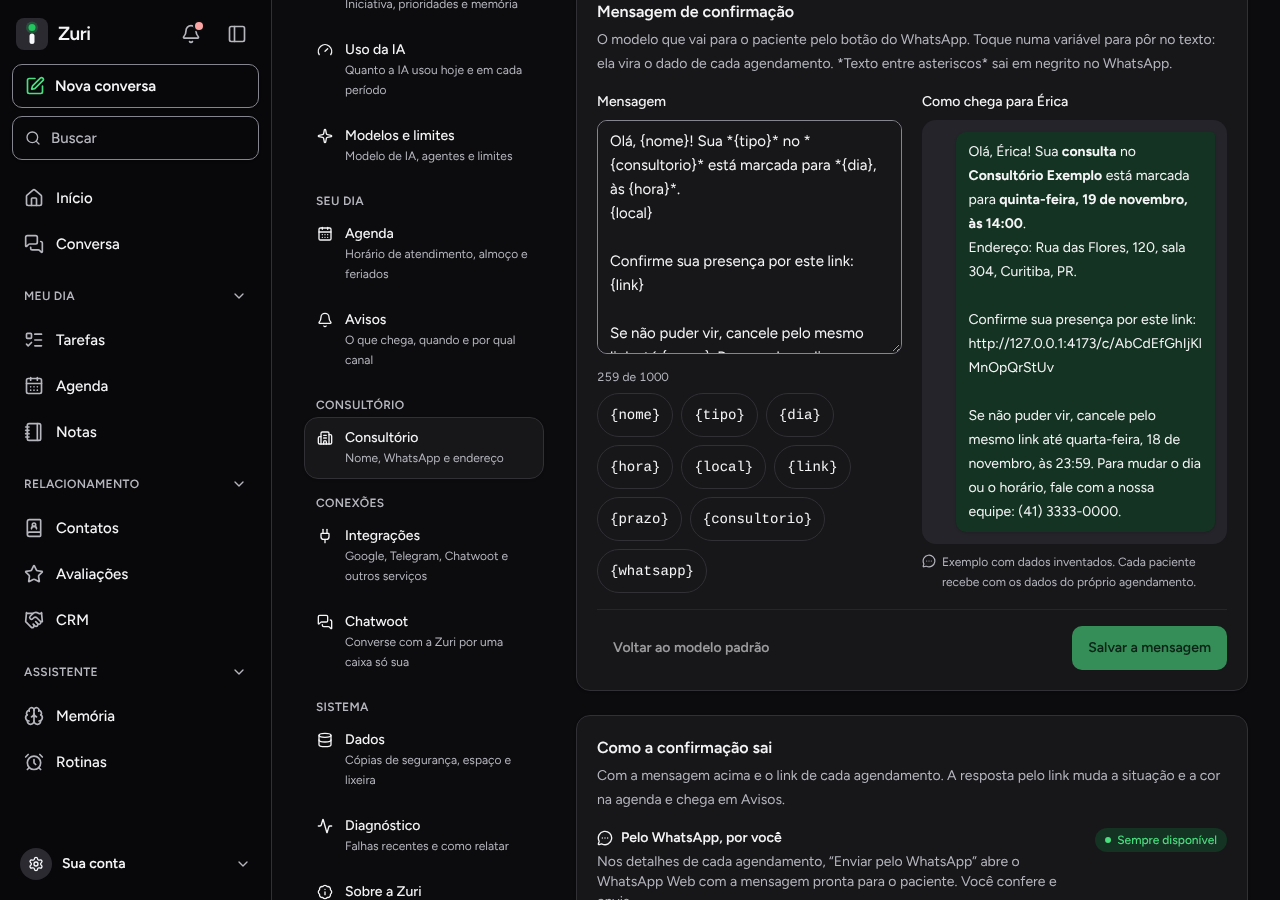 Zuri
Nova conversa
Buscar
Início
Conversa
MEU DIA
Tarefas
Agenda
Notas
RELACIONAMENTO
Contatos
Avaliações
CRM
ASSISTENTE
Memória
Rotinas
Sua conta
Iniciativa, prioridades e memória
Uso da IA
Quanto a IA usou hoje e em cada
período
Modelos e limites
Modelo de IA, agentes e limites
SEU DIA
Agenda
Horário de atendimento, almoço e
feriados
Avisos
O que chega, quando e por qual
canal
CONSULTÓRIO
Consultório
Nome, WhatsApp e endereço
CONEXÕES
Integrações
Google, Telegram, Chatwoot e
outros serviços
Chatwoot
Converse com a Zuri por uma
caixa só sua
SISTEMA
Dados
Cópias de segurança, espaço e
lixeira
Diagnóstico
Falhas recentes e como relatar
Sobre a Zuri
Mensagem de confirmação
O modelo que vai para o paciente pelo botão do WhatsApp. Toque numa variável para pôr no texto:
ela vira o dado de cada agendamento. *Texto entre asteriscos* sai em negrito no WhatsApp.
Mensagem
Olá, {nome}! Sua *{tipo}* no *
{consultorio}* está marcada para *{dia},
às {hora}*.
{local}
Confirme sua presença por este link:
{link}
Se não puder vir, cancele pelo mesmo
259 de 1000
{nome} {tipo} {dia}
{hora} {local} {link}
{prazo} {consultorio}
{whatsapp}
Como chega para Érica
Olá, Érica! Sua consulta no
Consultório Exemplo está marcada
para quinta-feira, 19 de novembro,
às 14:00.
Endereço: Rua das Flores, 120, sala
304, Curitiba, PR.
Confirme sua presença por este link:
http://127.0.0.1:4173/c/AbCdEfGhIjKl
MnOpQrStUv
Se não puder vir, cancele pelo
mesmo link até quarta-feira, 18 de
novembro, às 23:59. Para mudar o dia
ou o horário, fale com a nossa
equipe: (41) 3333-0000.
Exemplo com dados inventados. Cada paciente
recebe com os dados do próprio agendamento.
Voltar ao modelo padrão
Salvar a mensagem
Como a confirmação sai
Com a mensagem acima e o link de cada agendamento. A resposta pelo link muda a situação e a cor
na agenda e chega em Avisos.
Pelo WhatsApp, por você
Sempre disponível
Nos detalhes de cada agendamento, “Enviar pelo WhatsApp” abre o
WhatsApp Web com a mensagem pronta para o paciente. Você confere e